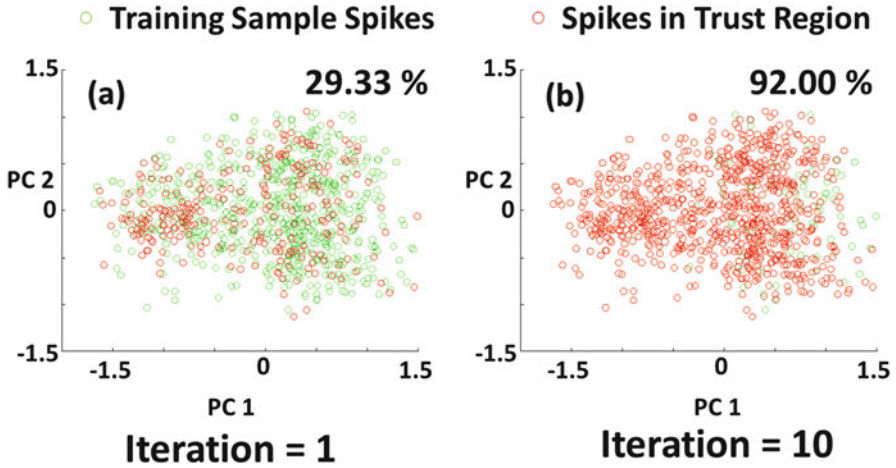 Training Sample Spikes
Spikes in Trust Region
1.5
(a)
29.33 %
PC 2
0
-1.5
-1.5
0
1.5
PC 1
Iteration = 1
1.5
(b)
92.00 %
PC 2
0
-1.5
-1.5
0
1.5
PC 1
Iteration = 10